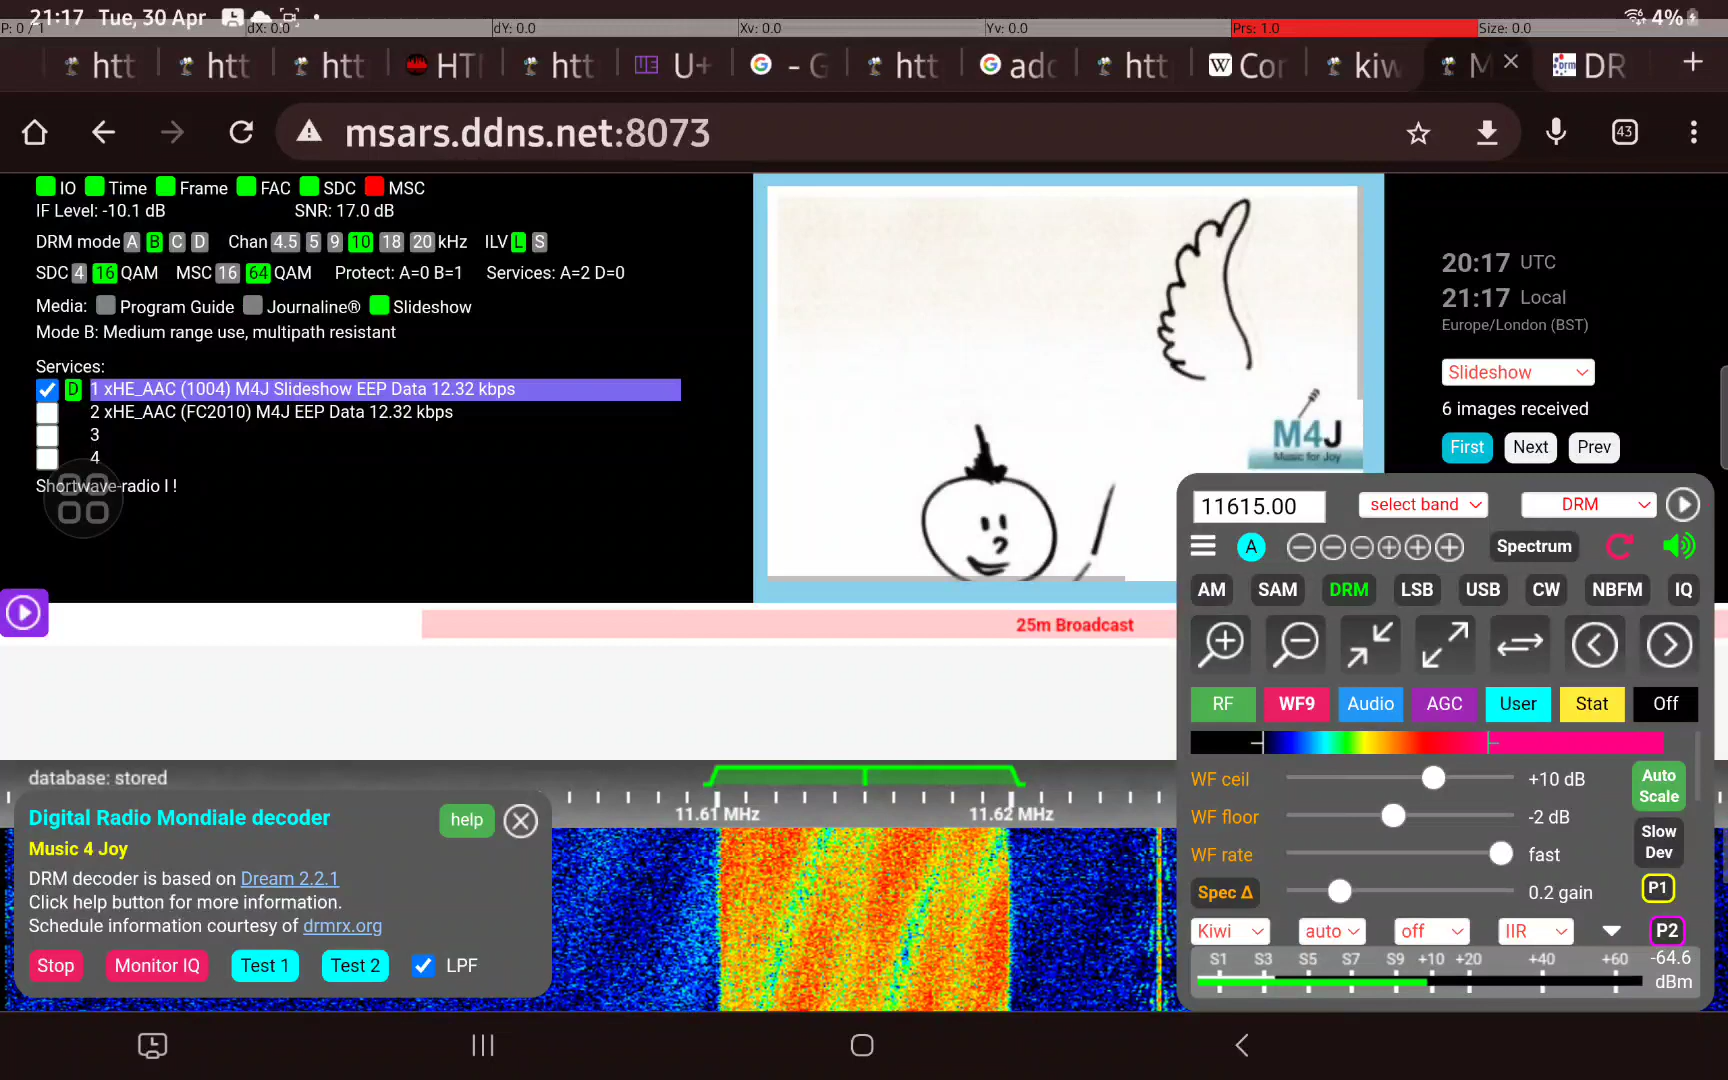 21:17 Tue, 30 Apr
4%
P: 0 / 1
dX: 0.0
dY: 0.0
Xv: 0.0
Yv: 0.0
Prs: 1.0
Size: 0.0
htt
htt
htt
HT
htt
U+
- G
htt
adc
htt
W Cor
kiw
M
DR
msars.ddns.net:8073
43
IO Time Frame FAC SDC MSC
IF Level: -10.1 dB SNR: 17.0 dB
DRM mode A B C D Chan 4.5 5 9 10 18 20 kHz ILV L S
SDC 4 16 QAM MSC 16 64 QAM Protect: A=0 B=1 Services: A=2 D=0
Media: Program Guide Journaline® Slideshow
Mode B: Medium range use, multipath resistant
Services:
D 1 xHE_AAC (1004) M4J Slideshow EEP Data 12.32 kbps
2 xHE_AAC (FC2010) M4J EEP Data 12.32 kbps
3
4
Shortwave-radio I !
M4J
Music for Joy
20:17 UTC
21:17 Local
Europe/London (BST)
Slideshow
6 images received
First Next Prev
11615.00 select band DRM
A Spectrum
AM SAM DRM LSB USB CW NBFM IQ
RF WF9 Audio AGC User Stat Off
WF ceil +10 dB Auto Scale
WF floor -2 dB
WF rate fast Slow Dev
Spec Δ 0.2 gain P1
Kiwi auto off IIR P2
S1 S3 S5 S7 S9 +10 +20 +40 +60 -64.6
dBm
25m Broadcast
database: stored
11.61 MHz 11.62 MHz
Digital Radio Mondiale decoder help
Music 4 Joy
DRM decoder is based on Dream 2.2.1
Click help button for more information.
Schedule information courtesy of drmrx.org
Stop Monitor IQ Test 1 Test 2 LPF